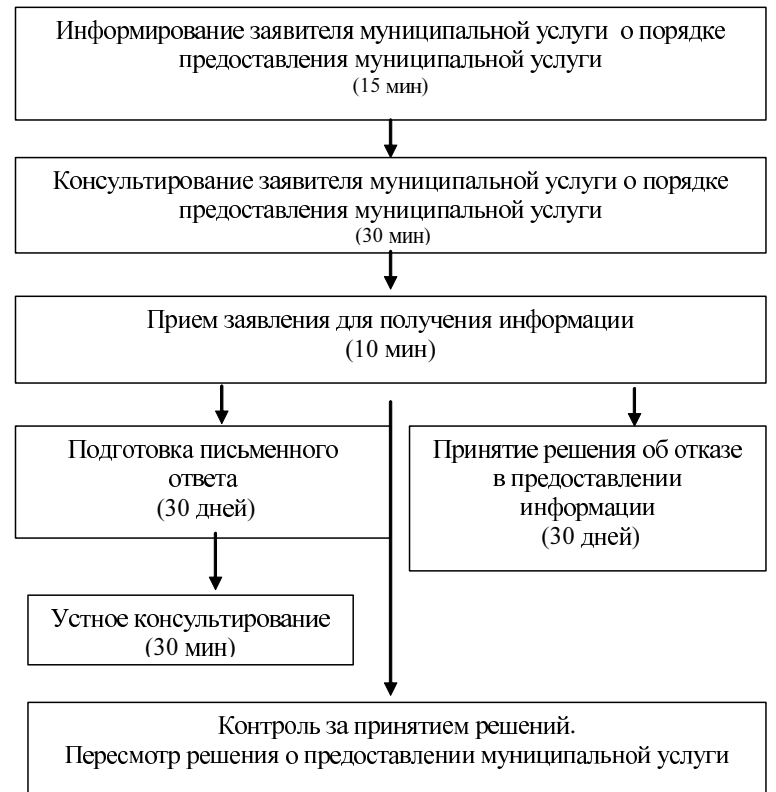 Информирование заявителя муниципальной услуги о порядке
предоставления муниципальной услуги
(15 мин)
Консультирование заявителя муниципальной услуги о порядке
предоставления муниципальной услуги
(30 мин)
Прием заявления для получения информации
(10 мин)
Подготовка письменного
ответа
(30 дней)
Принятие решения об отказе
в предоставлении
информации
(30 дней)
Устное консультирование
(30 мин)
Контроль за принятием решений.
Пересмотр решения о предоставлении муниципальной услуги